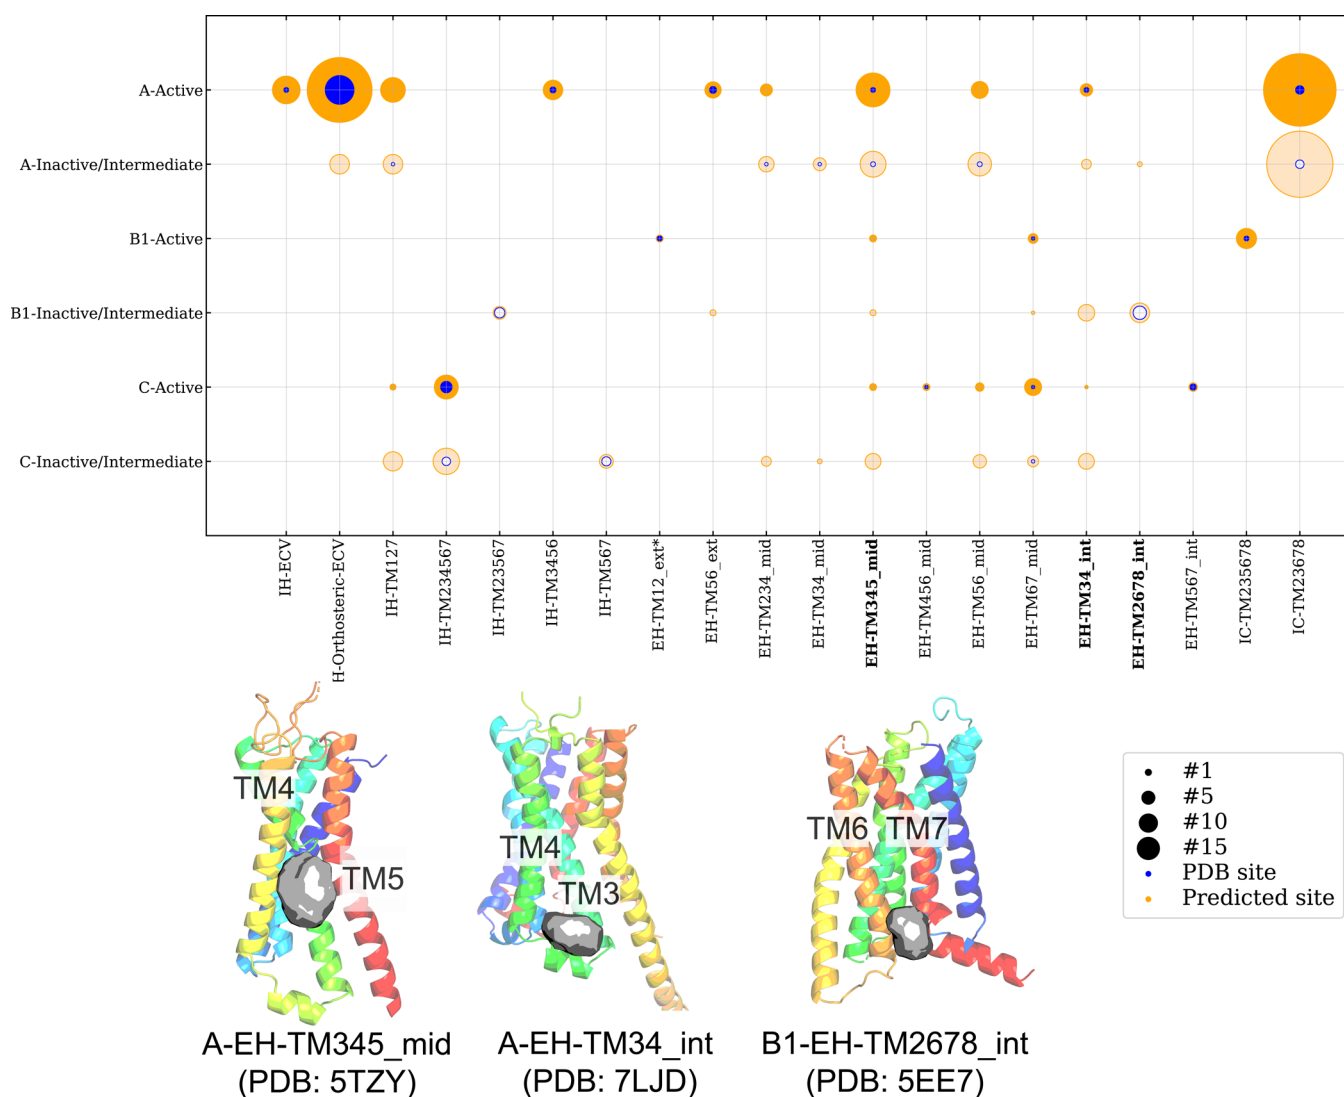 A-Active
A-Inactive/Intermediate
B1-Active
B1-Inactive/Intermediate
C-Active
C-Inactive/Intermediate
IH-ECV
H-Orthosteric-ECV
IH-TM127
IH-TM234567
IH-TM23567
IH-TM3456
IH-TM567
EH-TM12_ext*
EH-TM56_ext
EH-TM234_mid
EH-TM34_mid
EH-TM345_mid
EH-TM456_mid
EH-TM56_mid
EH-TM67_mid
EH-TM34_int
EH-TM2678_int
EH-TM567_int
IC-TM235678
IC-TM23678
TM4
TM5
A-EH-TM345_mid
(PDB: 5TZY)
TM4
TM3
A-EH-TM34_int
(PDB: 7LJD)
TM6
TM7
B1-EH-TM2678_int
(PDB: 5EE7)
#1
#5
#10
#15
PDB site
Predicted site